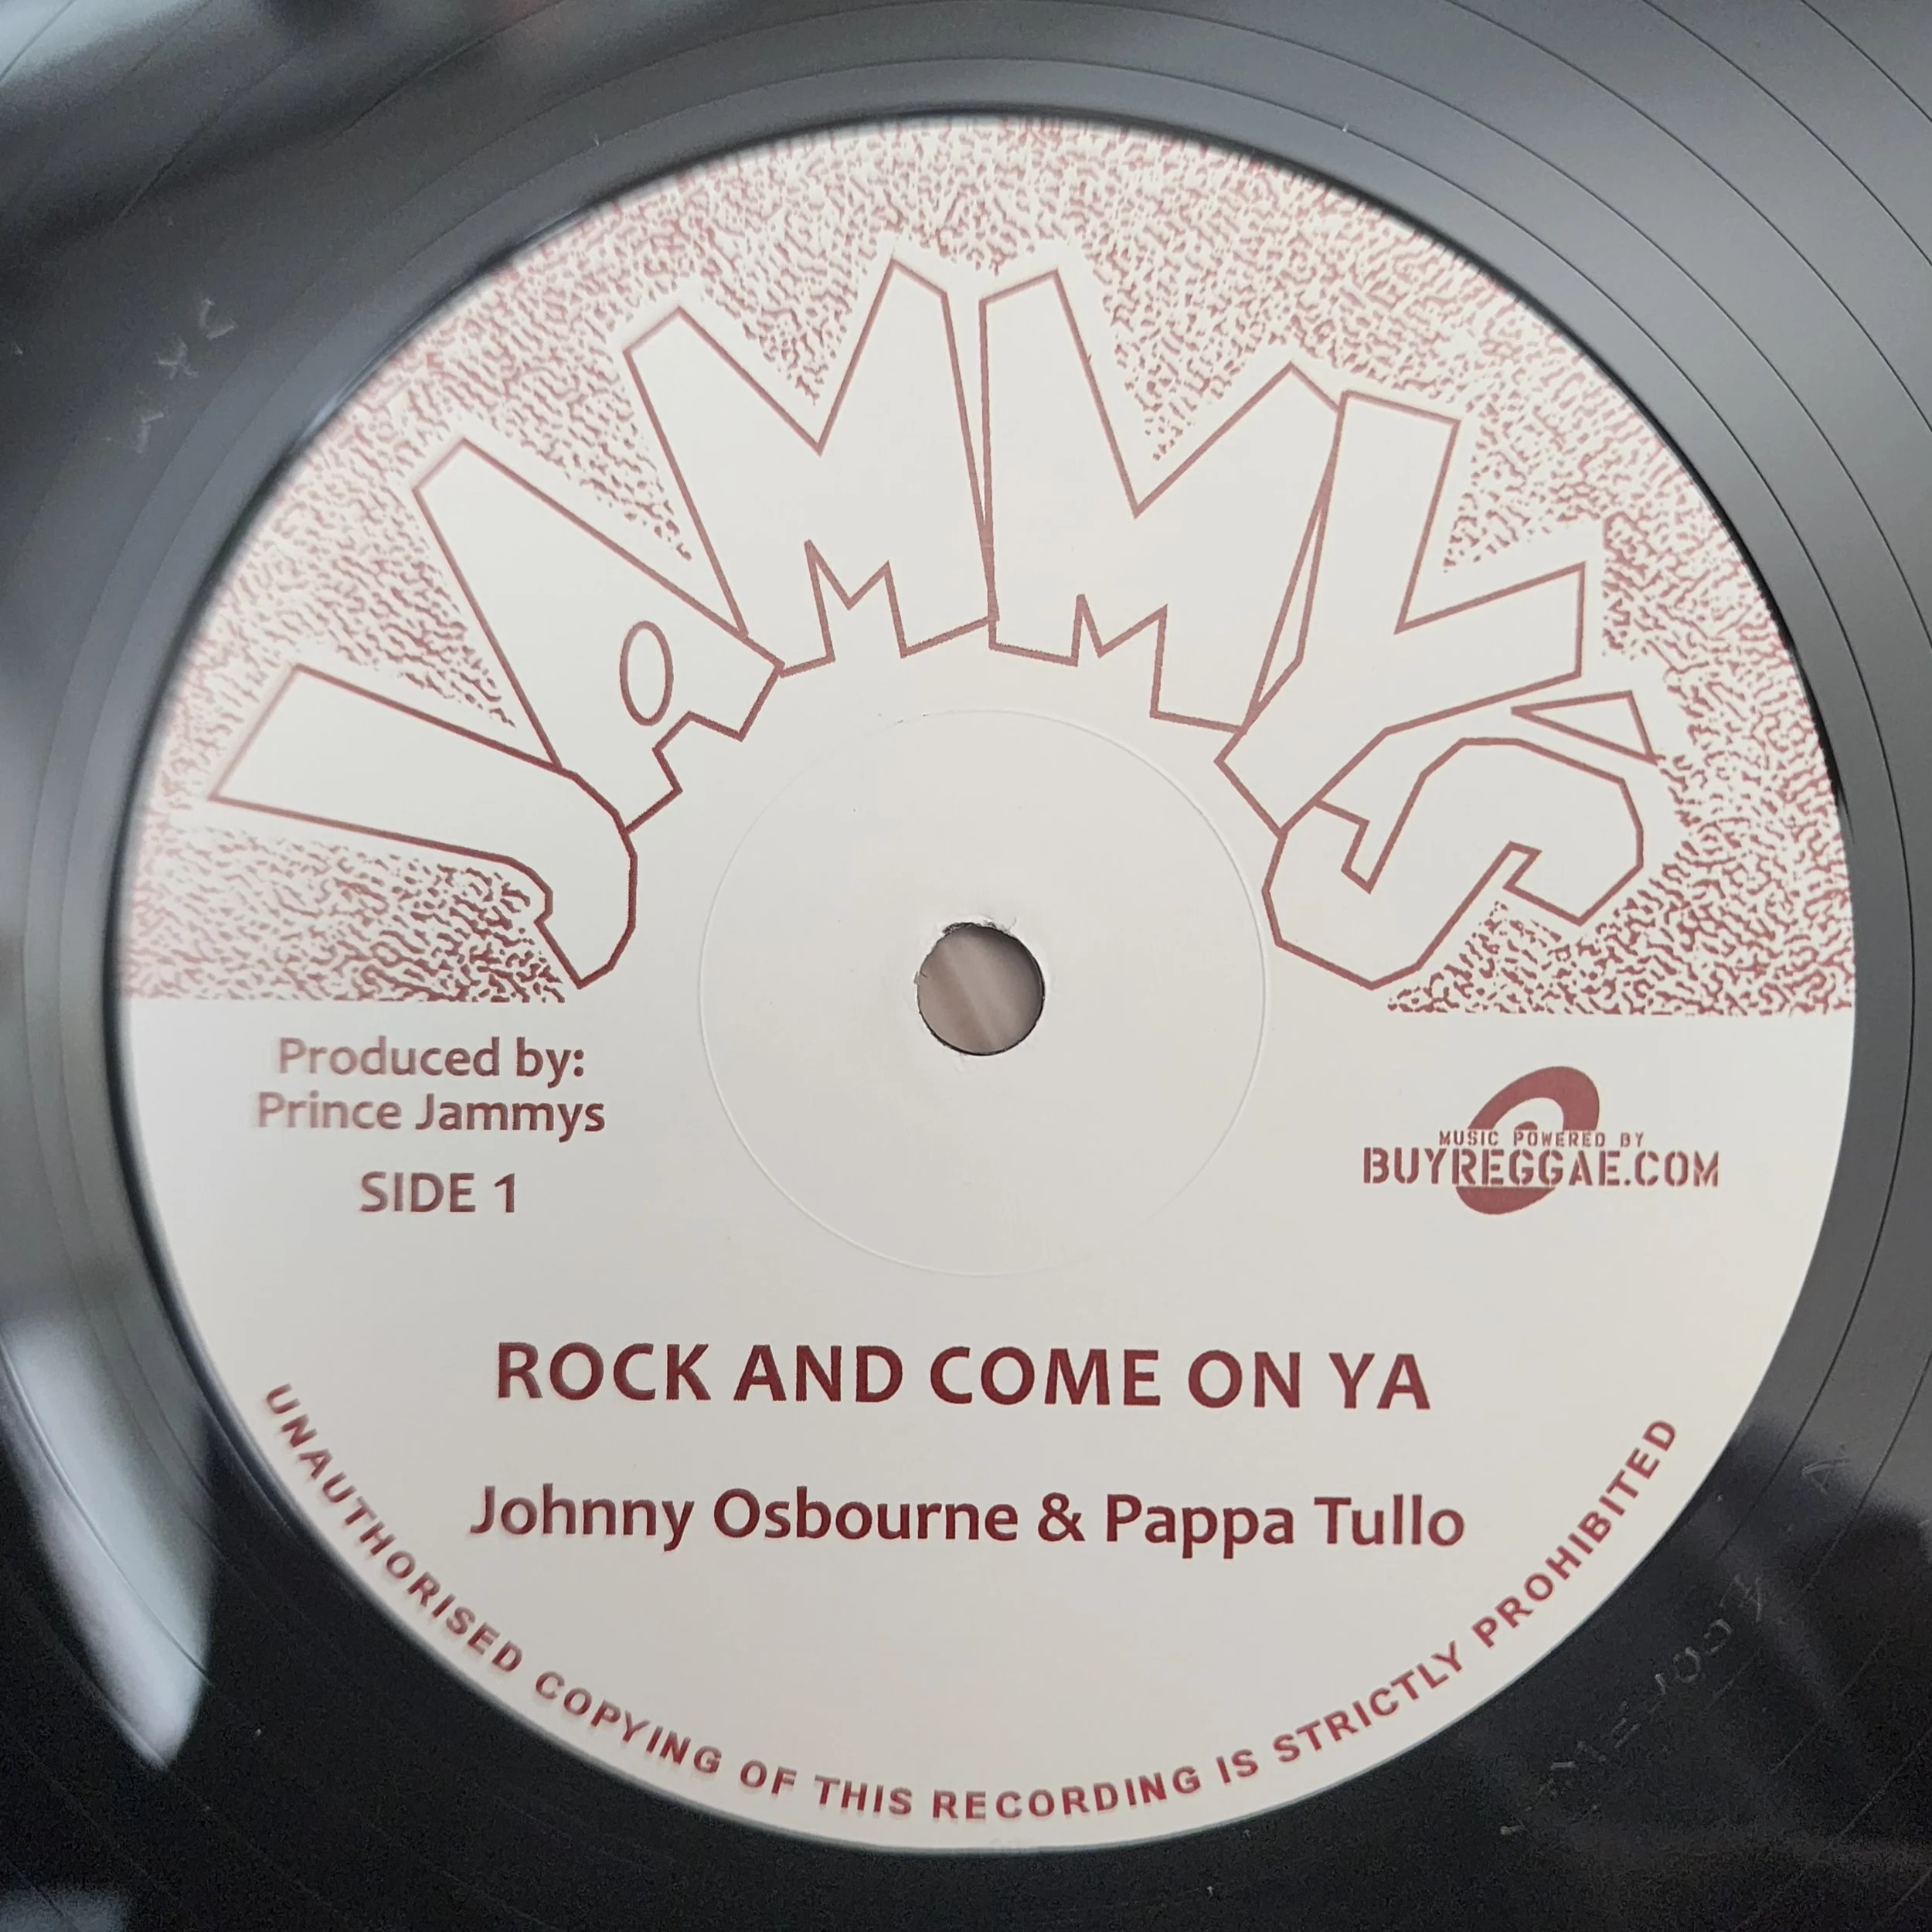 JAMMY'S
Produced by:
Prince Jammys
SIDE 1
MUSIC POWERED BY
BUYREGGAE.COM
ROCK AND COME ON YA
Johnny Osbourne & Pappa Tullo
UNAUTHORISED COPYING OF THIS RECORDING IS STRICTLY PROHIBITED